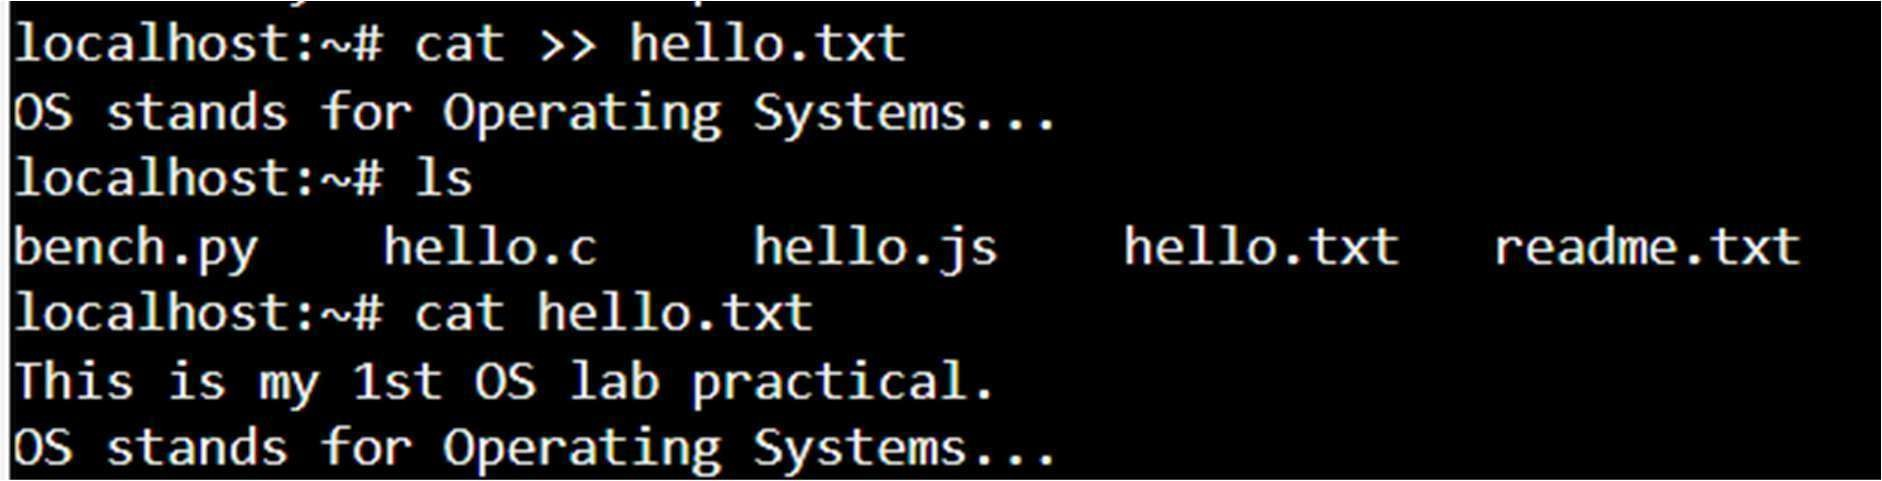 localhost:~# cat >> hello.txt
OS stands for Operating Systems...
localhost:~# ls
bench.py    hello.c     hello.js    hello.txt   readme.txt
localhost:~# cat hello.txt
This is my 1st OS lab practical.
OS stands for Operating Systems...